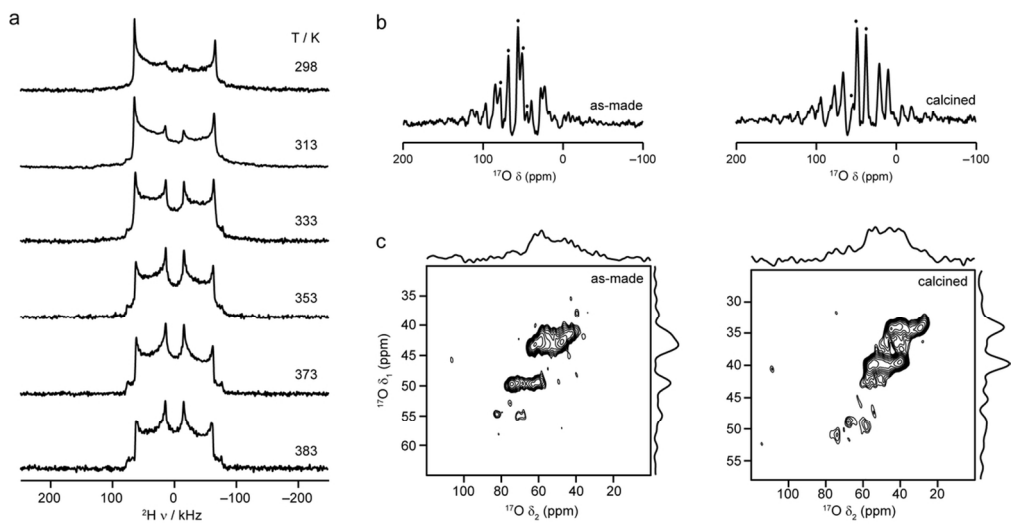 a
T / K
298
313
333
353
373
383
200 100 0 –100 –200
²H ν / kHz
b
as-made
200 100 0 –100
¹⁷O δ (ppm)
calcined
200 100 0 –100
¹⁷O δ (ppm)
c
as-made
35
40
45
50
55
60
¹⁷O δ₁ (ppm)
100 80 60 40 20
¹⁷O δ₂ (ppm)
calcined
30
35
40
45
50
55
100 80 60 40 20
¹⁷O δ₂ (ppm)